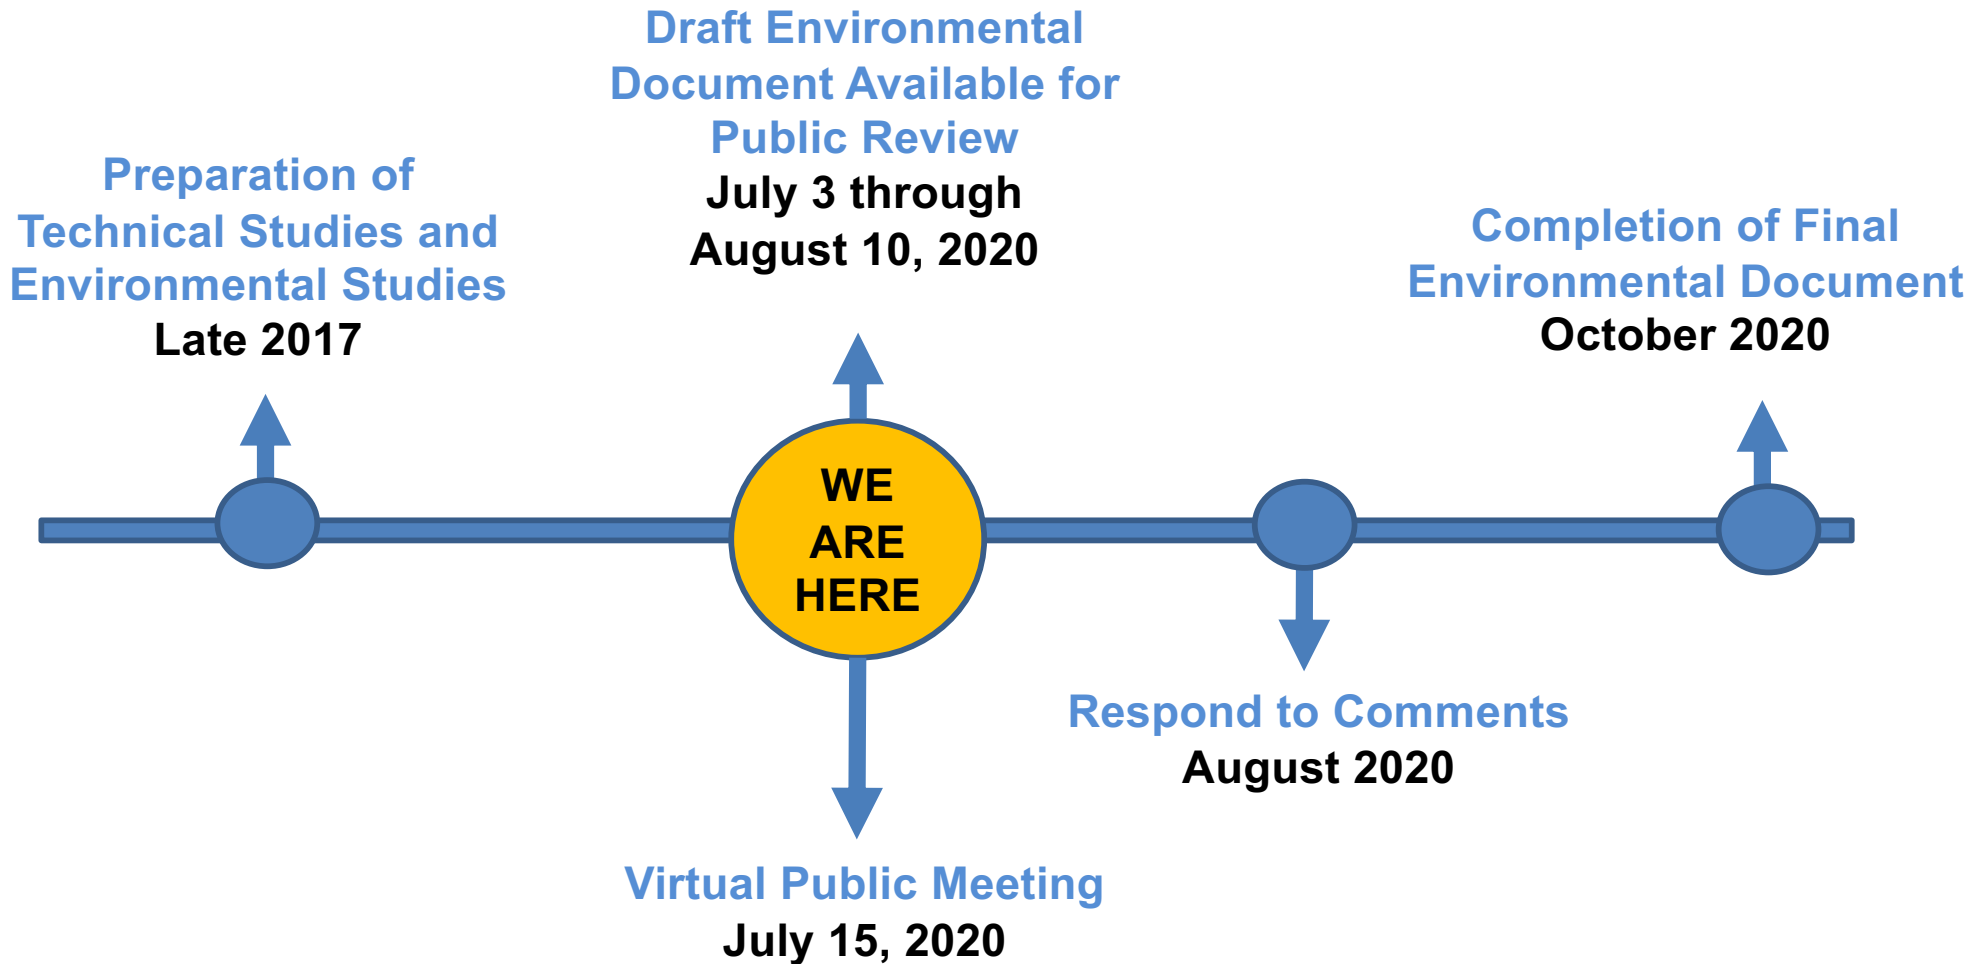 Preparation of
Technical Studies and
Environmental Studies
Late 2017
Draft Environmental
Document Available for
Public Review
July 3 through
August 10, 2020
WE
ARE
HERE
Virtual Public Meeting
July 15, 2020
Respond to Comments
August 2020
Completion of Final
Environmental Document
October 2020